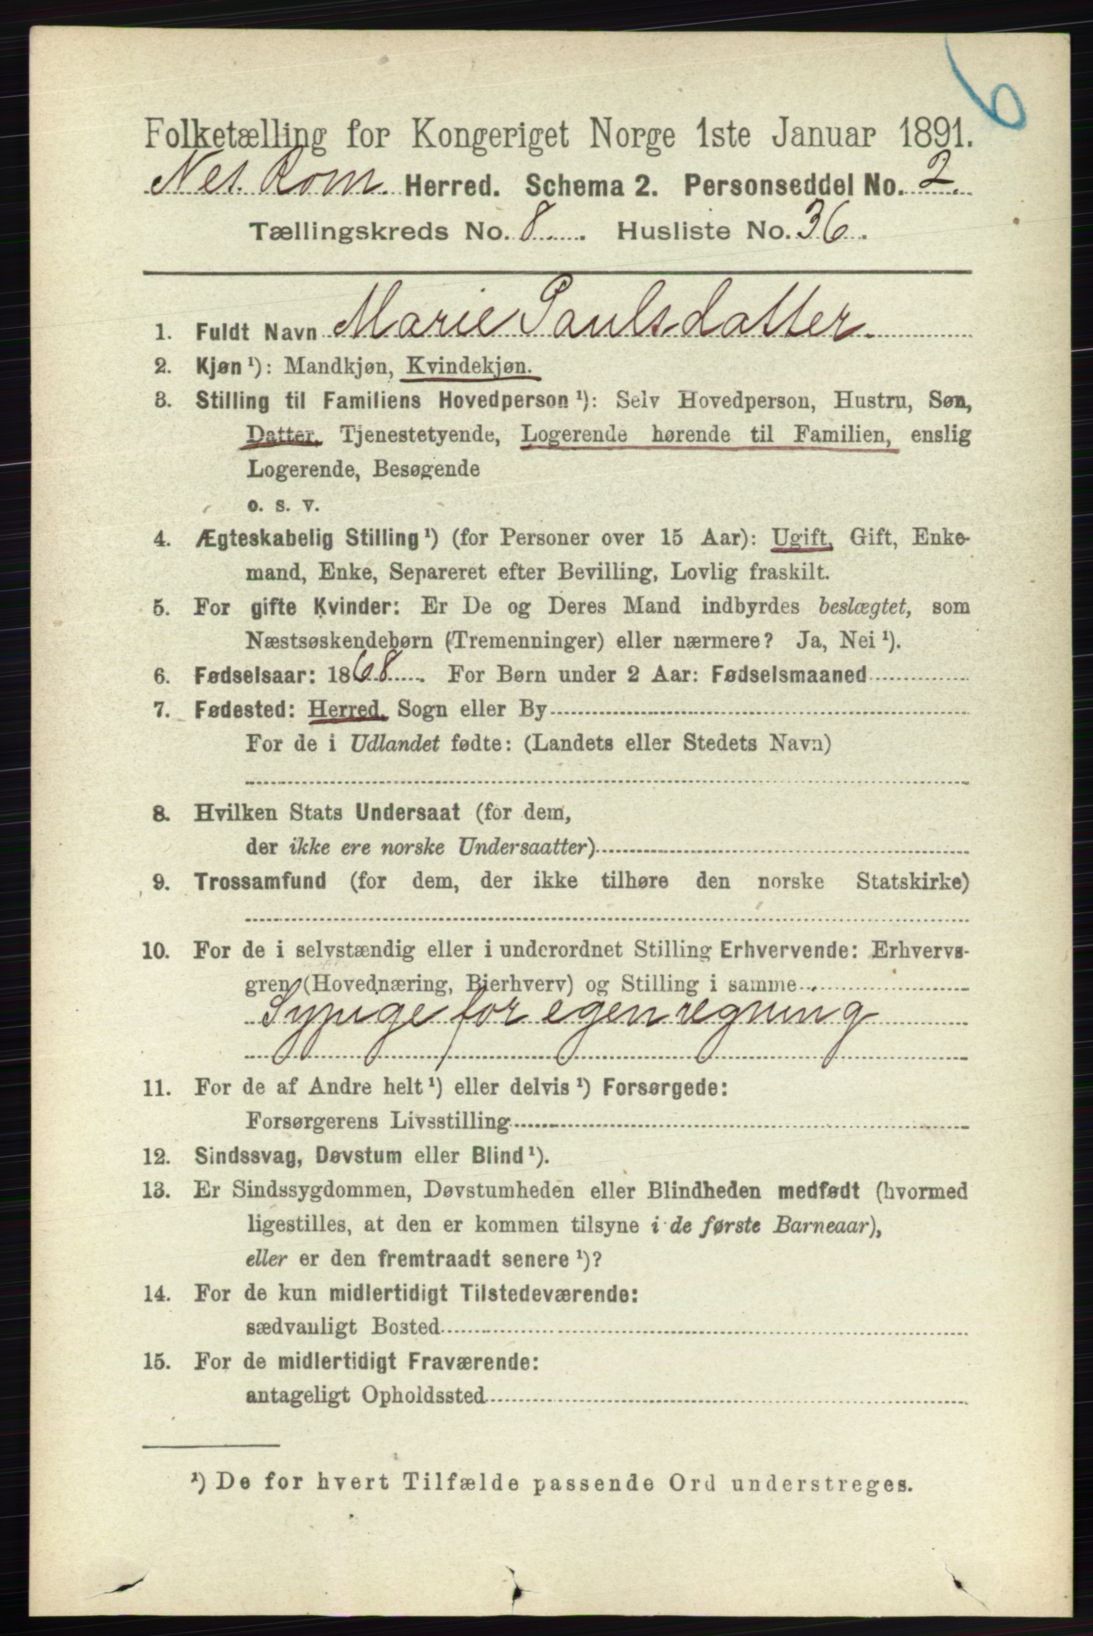 6
Folketælling for Kongeriget Norge 1ste Januar 1891.
Nes. Rom. Herred. Schema 2. Personseddel No. 2.
Tællingskreds No. 8. Husliste No. 36.
1. Fuldt Navn Marie Paulsdatter.
2. Kjøn ¹): Mandkjøn, Kvindekjøn.
3. Stilling til Familiens Hovedperson ¹): Selv Hovedperson, Hustru, Søn,
Datter, Tjenestetyende, Logerende hørende til Familien, enslig
Logerende, Besøgende
o. s. v.
4. Ægteskabelig Stilling ¹) (for Personer over 15 Aar): Ugift, Gift, Enke-
mand, Enke, Separeret efter Bevilling, Lovlig fraskilt.
5. For gifte Kvinder: Er De og Deres Mand indbyrdes beslægtet, som
Næstsøskendebørn (Tremenninger) eller nærmere? Ja, Nei ¹).
6. Fødselsaar: 1868. For Børn under 2 Aar: Fødselsmaaned
7. Fødested: Herred, Sogn eller By
For de i Udlandet fødte: (Landets eller Stedets Navn)
8. Hvilken Stats Undersaat (for dem,
der ikke ere norske Undersaatter)
9. Trossamfund (for dem, der ikke tilhøre den norske Statskirke)
10. For de i selvstændig eller i underordnet Stilling Erhvervende: Erhvervs-
gren (Hovednæring, Bierhverv) og Stilling i samme
Sypige for egen regning
11. For de af Andre helt ¹) eller delvis ¹) Forsørgede:
Forsørgerens Livsstilling
12. Sindssvag, Døvstum eller Blind ¹).
13. Er Sindssygdommen, Døvstumheden eller Blindheden medfødt (hvormed
ligestilles, at den er kommen tilsyne i de første Barneaar),
eller er den fremtraadt senere ¹)?
14. For de kun midlertidigt Tilstedeværende:
sædvanligt Bosted
15. For de midlertidigt Fraværende:
antageligt Opholdssted
¹) De for hvert Tilfælde passende Ord understreges.